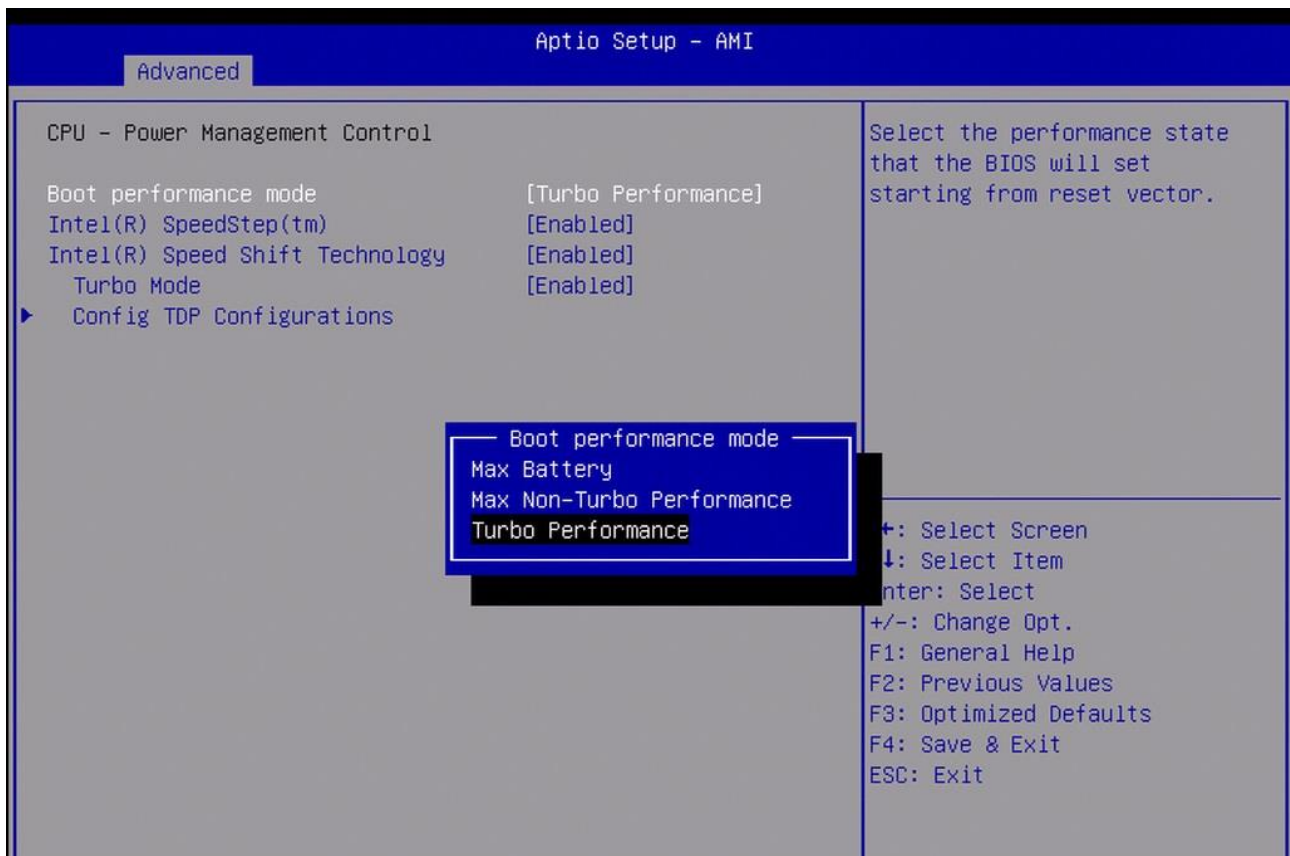 Aptio Setup – AMI
Advanced
CPU – Power Management Control
Boot performance mode [Turbo Performance]
Intel(R) SpeedStep(tm) [Enabled]
Intel(R) Speed Shift Technology [Enabled]
Turbo Mode [Enabled]
Config TDP Configurations
Select the performance state
that the BIOS will set
starting from reset vector.
Boot performance mode
Max Battery
Max Non-Turbo Performance
Turbo Performance
: Select Screen
↓: Select Item
nter: Select
+/-: Change Opt.
F1: General Help
F2: Previous Values
F3: Optimized Defaults
F4: Save & Exit
ESC: Exit